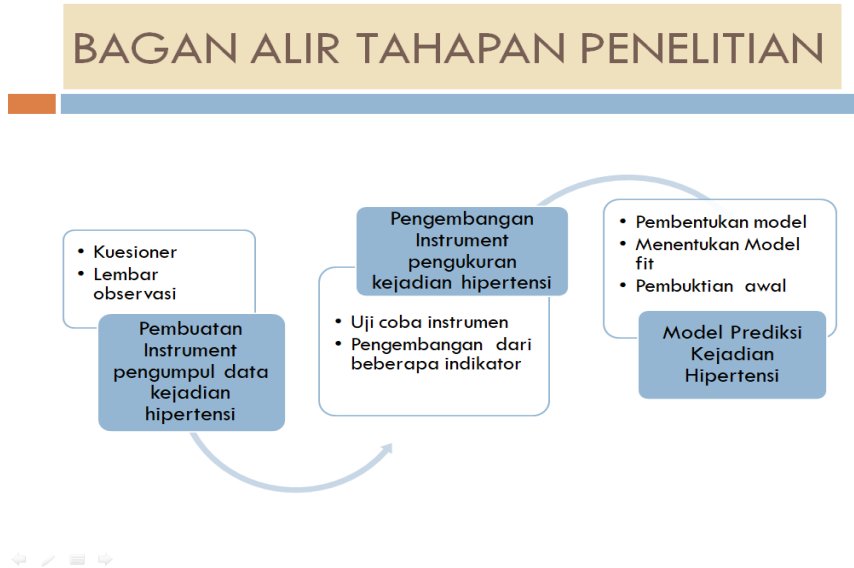 BAGAN ALIR TAHAPAN PENELITIAN
• Kuesioner
• Lembar
observasi
Pembuatan
Instrument
pengumpul data
kejadian
hipertensi
Pengembangan
Instrument
pengukuran
kejadian hipertensi
• Uji coba instrumen
• Pengembangan dari
beberapa indikator
• Pembentukan model
• Menentukan Model
fit
• Pembuktian awal
Model Prediksi
Kejadian
Hipertensi